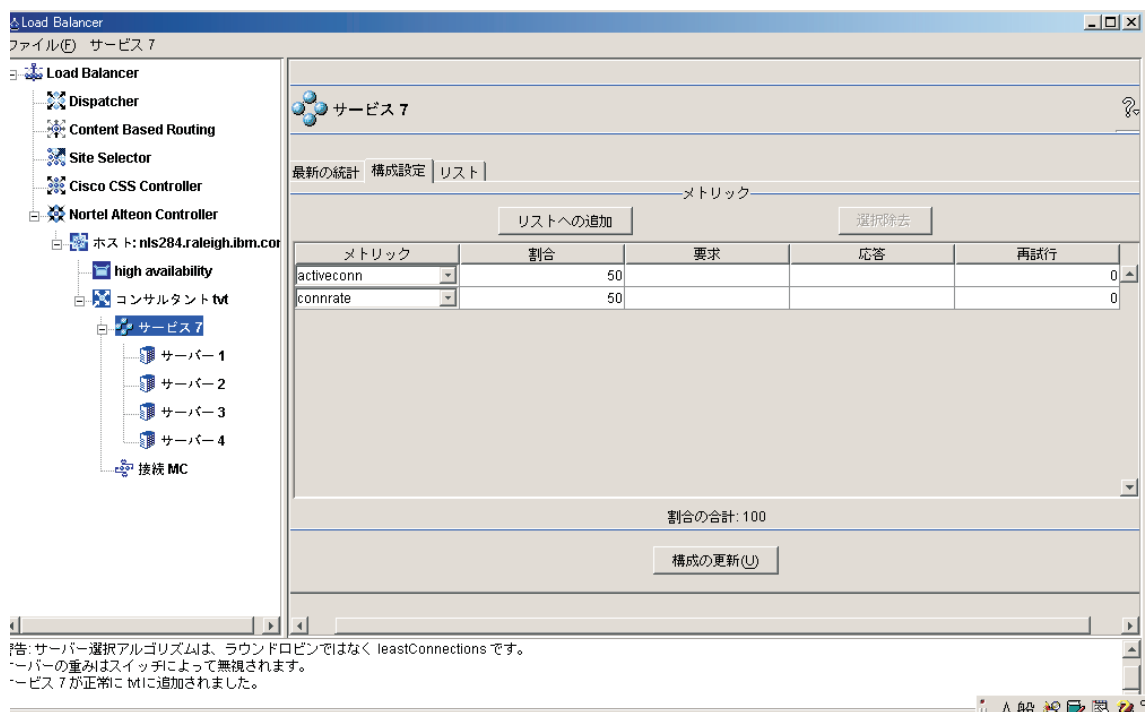 Load Balancer
ファイル(F) サービス 7
Load Balancer
Dispatcher
Content Based Routing
Site Selector
Cisco CSS Controller
Nortel Alteon Controller
ホスト: nls284.raleigh.ibm.cor
high availability
コンサルタント tvt
サービス 7
サーバー 1
サーバー 2
サーバー 3
サーバー 4
接続 MC
サービス 7
最新の統計 構成設定 リスト
メトリック
リストへの追加 選択除去
メトリック 割合 要求 応答 再試行
activeconn 50 0
connrate 50 0
割合の合計: 100
構成の更新(U)
告: サーバー選択アルゴリズムは、ラウンドロビンではなく leastConnections です。
ーバーの重みはスイッチによって無視されます。
ービス 7 が正常に tvtに追加されました。
A 般